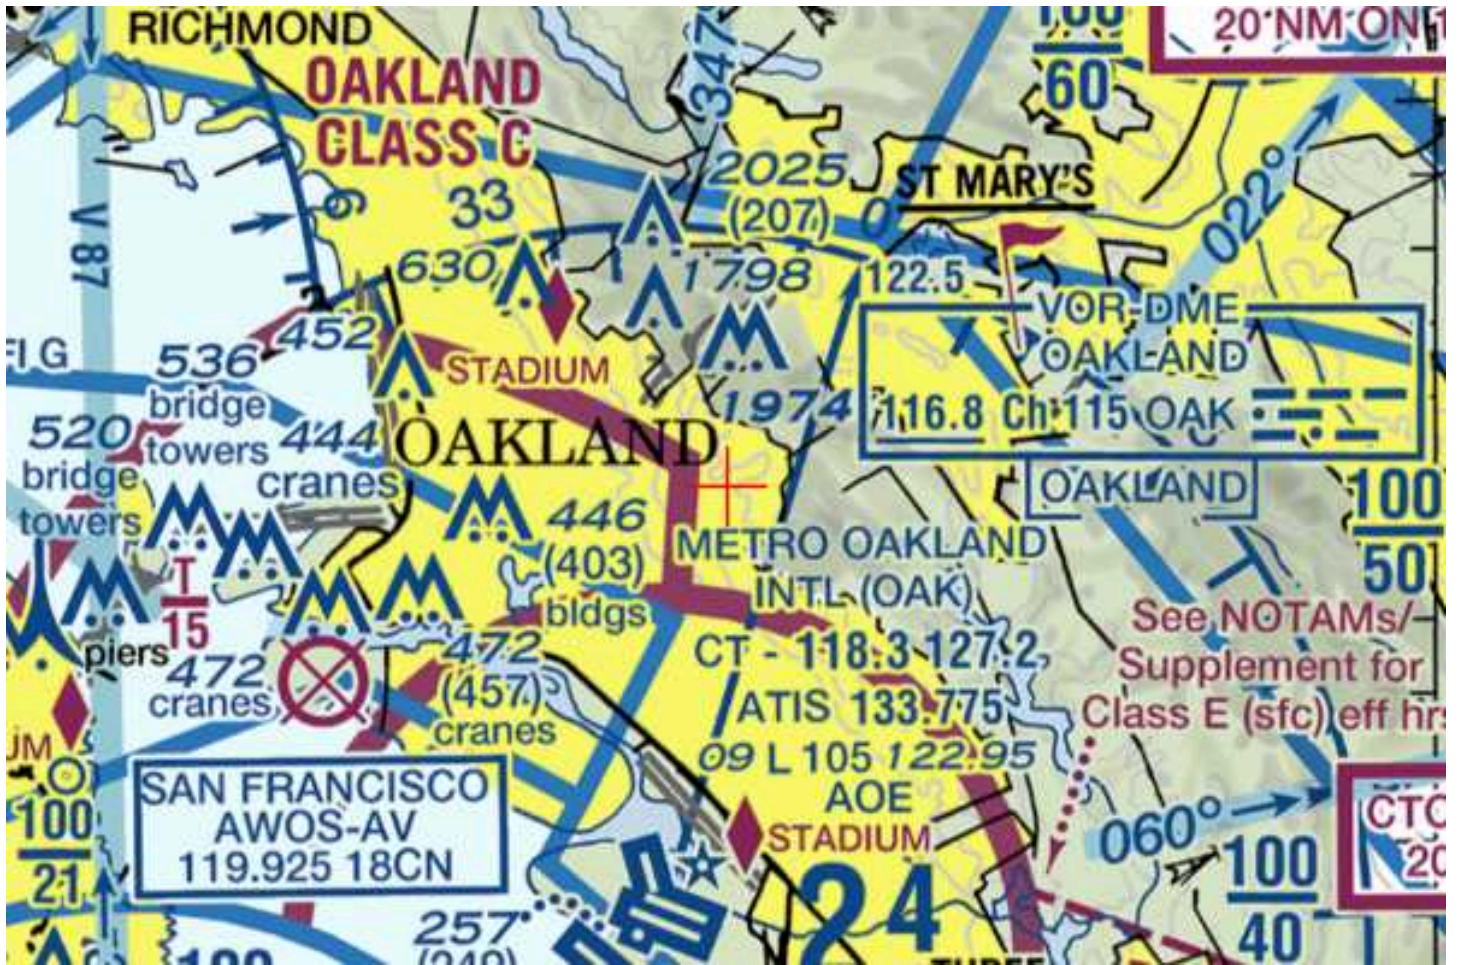 RICHMOND
OAKLAND
CLASS C
347°
100
60
20 NM ON
V 87
9
33
2025
(207)
ST MARY'S
022°
630
1798
122.5
VOR-DME
OAKLAND
116.8 Ch 115 OAK
OAKLAND
452
STADIUM
1974
536
bridge
towers
520
bridge
towers
444
cranes
OAKLAND
446
(403)
bldgs
METRO OAKLAND
INTL (OAK)
CT - 118.3 127.2
ATIS 133.775
09 L 105 122.95
AOE
100
50
See NOTAMs/
Supplement for
Class E (sfc) eff hrs
T
15
piers
472
cranes
472
(457)
cranes
SAN FRANCISCO
AWOS-AV
119.925 18CN
100
21
STADIUM
24
060°
100
40
20
257